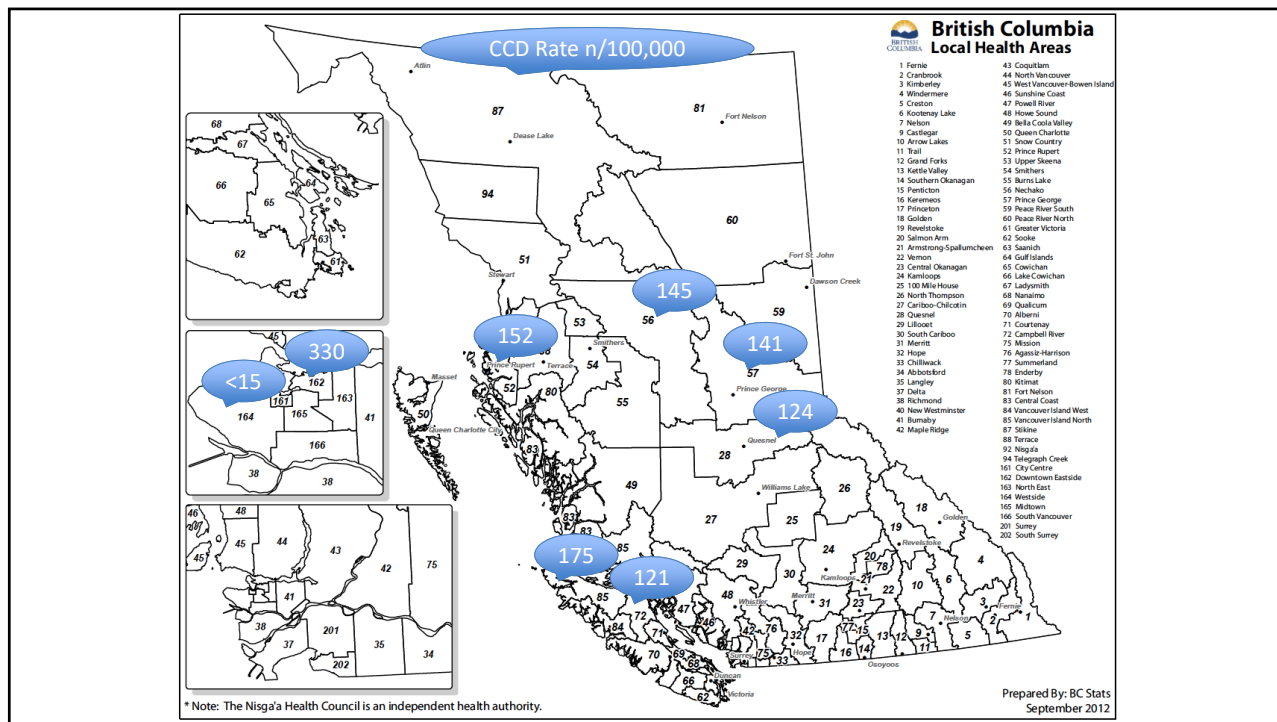 CCD Rate n/100,000
BRITISH
COLUMBIA
British Columbia
Local Health Areas
1 Fernie
2 Cranbrook
3 Kimberley
4 Windermere
5 Creston
6 Kootenay Lake
7 Nelson
9 Castlegar
10 Arrow Lakes
11 Trail
12 Grand Forks
13 Kettle Valley
14 Southern Okanagan
15 Penticton
16 Keremeos
17 Princeton
18 Golden
19 Revelstoke
20 Salmon Arm
21 Armstrong-Spallumcheen
22 Vernon
23 Central Okanagan
24 Kamloops
25 100 Mile House
26 North Thompson
27 Cariboo-Chilcotin
28 Quesnel
29 Lillooet
30 South Cariboo
31 Merritt
32 Hope
33 Chilliwack
34 Abbotsford
35 Langley
37 Delta
38 Richmond
40 New Westminster
41 Burnaby
42 Maple Ridge
43 Coquitlam
44 North Vancouver
45 West Vancouver-Bowen Island
46 Sunshine Coast
47 Powell River
48 Howe Sound
49 Bella Coola Valley
50 Queen Charlotte
51 Snow Country
52 Prince Rupert
53 Upper Skeena
54 Smithers
55 Burns Lake
56 Nechako
57 Prince George
59 Peace River South
60 Peace River North
61 Greater Victoria
62 Sooke
63 Saanich
64 Gulf Islands
65 Cowichan
66 Lake Cowichan
67 Ladysmith
68 Nanaimo
69 Qualicum
70 Alberni
71 Courtenay
72 Campbell River
75 Mission
76 Agassiz-Harrison
77 Summerland
78 Enderby
80 Kitimat
81 Fort Nelson
83 Central Coast
84 Vancouver Island West
85 Vancouver Island North
87 Stikine
88 Terrace
92 Nisga'a
94 Telegraph Creek
161 City Centre
162 Downtown Eastside
163 North East
164 Westside
165 Midtown
166 South Vancouver
201 Surrey
202 South Surrey
Atlin
87
81
Fort Nelson
Dease Lake
94
60
51
Stewart
Fort St. John
Dawson Creek
145
56
59
152
53
141
Smithers
Prince Rupert
Terrace
54
57
Masset
52
80
Prince George
50
55
124
Queen Charlotte City
Quesnel
28
83
49
26
Williams Lake
27
25
18
Golden
83
83
19
85
Revelstoke
175
121
29
24
20
78
4
30
Kamloops
21
22
10
6
85
72
47
48
Whistler
Merritt
31
23
3
Fernie
84
71
46
42
76
32
17
77
15
13
12
7
Nelson
2
1
70
69
Surrey
75
33
Hope
16
14
9
11
5
68
Osoyoos
66
Duncan
62
Victoria
68
67
66
65
64
62
63
61
45
330
<15
162
161
163
164
165
41
166
38
38
46
48
47
45
44
43
42
75
45
41
38
37
201
35
34
202
* Note: The Nisg̱a'a Health Council is an independent health authority.
Prepared By: BC Stats
September 2012